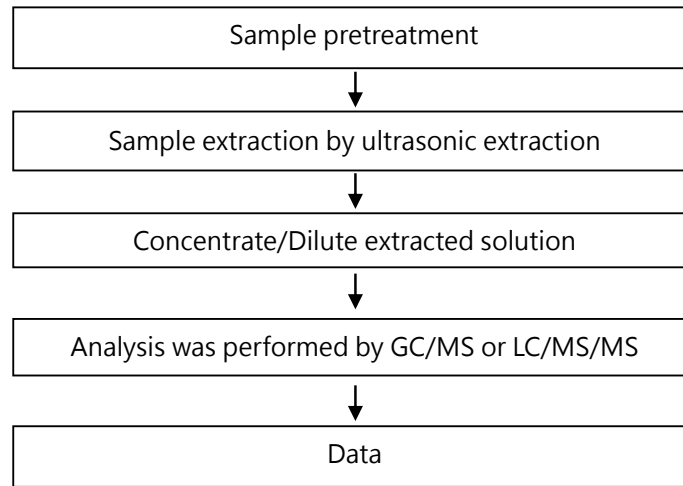 Sample pretreatment
Sample extraction by ultrasonic extraction
Concentrate/Dilute extracted solution
Analysis was performed by GC/MS or LC/MS/MS
Data